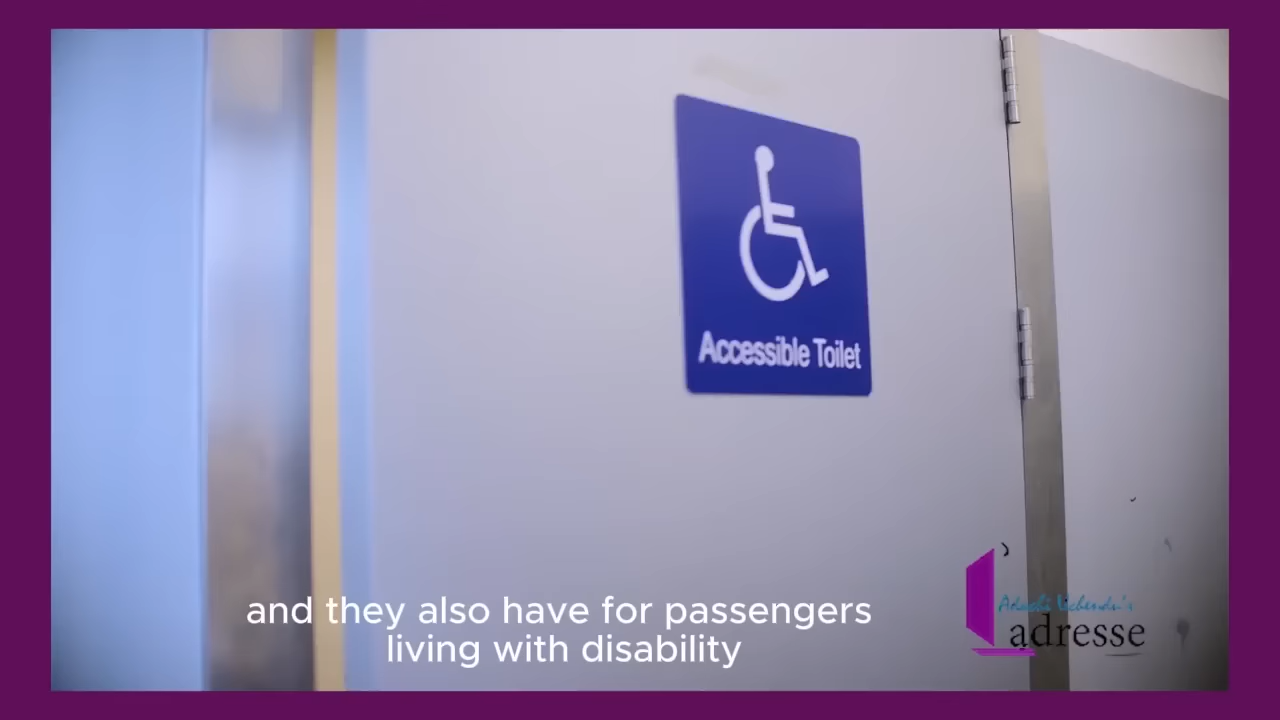 Accessible Toilet
and they also have for passengers
living with disability
adresse